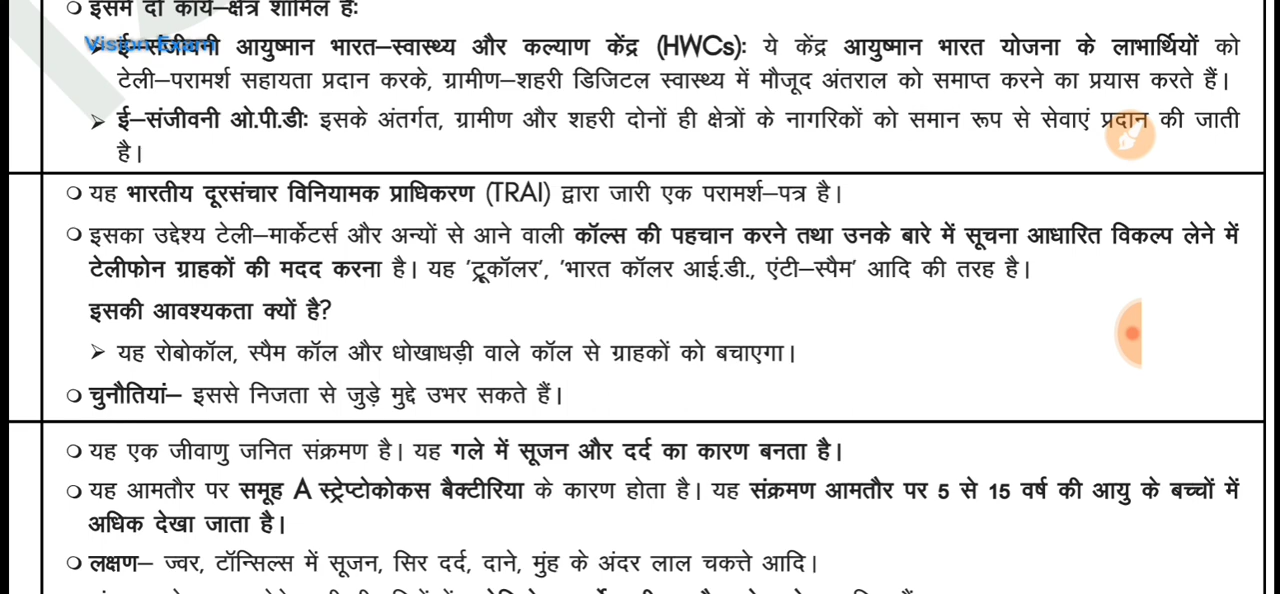 इसमें दो कार्य–क्षेत्र शामिल हैंः
Vision Exam
➤ ई–संजीवनी आयुष्मान भारत–स्वास्थ्य और कल्याण केंद्र (HWCs): ये केंद्र आयुष्मान भारत योजना के लाभार्थियों को
टेली–परामर्श सहायता प्रदान करके, ग्रामीण–शहरी डिजिटल स्वास्थ्य में मौजूद अंतराल को समाप्त करने का प्रयास करते हैं।
➤ ई–संजीवनी ओ.पी.डीः इसके अंतर्गत, ग्रामीण और शहरी दोनों ही क्षेत्रों के नागरिकों को समान रूप से सेवाएं प्रदान की जाती
है।
○ यह भारतीय दूरसंचार विनियामक प्राधिकरण (TRAI) द्वारा जारी एक परामर्श–पत्र है।
○ इसका उद्देश्य टेली–मार्केटर्स और अन्यों से आने वाली कॉल्स की पहचान करने तथा उनके बारे में सूचना आधारित विकल्प लेने में
टेलीफोन ग्राहकों की मदद करना है। यह ‘ट्रूकॉलर’, ‘भारत कॉलर आई.डी., एंटी–स्पैम’ आदि की तरह है।
इसकी आवश्यकता क्यों है?
➤ यह रोबोकॉल, स्पैम कॉल और धोखाधड़ी वाले कॉल से ग्राहकों को बचाएगा।
○ चुनौतियां– इससे निजता से जुड़े मुद्दे उभर सकते हैं।
○ यह एक जीवाणु जनित संक्रमण है। यह गले में सूजन और दर्द का कारण बनता है।
○ यह आमतौर पर समूह A स्ट्रेप्टोकोकस बैक्टीरिया के कारण होता है। यह संक्रमण आमतौर पर 5 से 15 वर्ष की आयु के बच्चों में
अधिक देखा जाता है।
○ लक्षण– ज्वर, टॉन्सिल्स में सूजन, सिर दर्द, दाने, मुंह के अंदर लाल चकत्ते आदि।